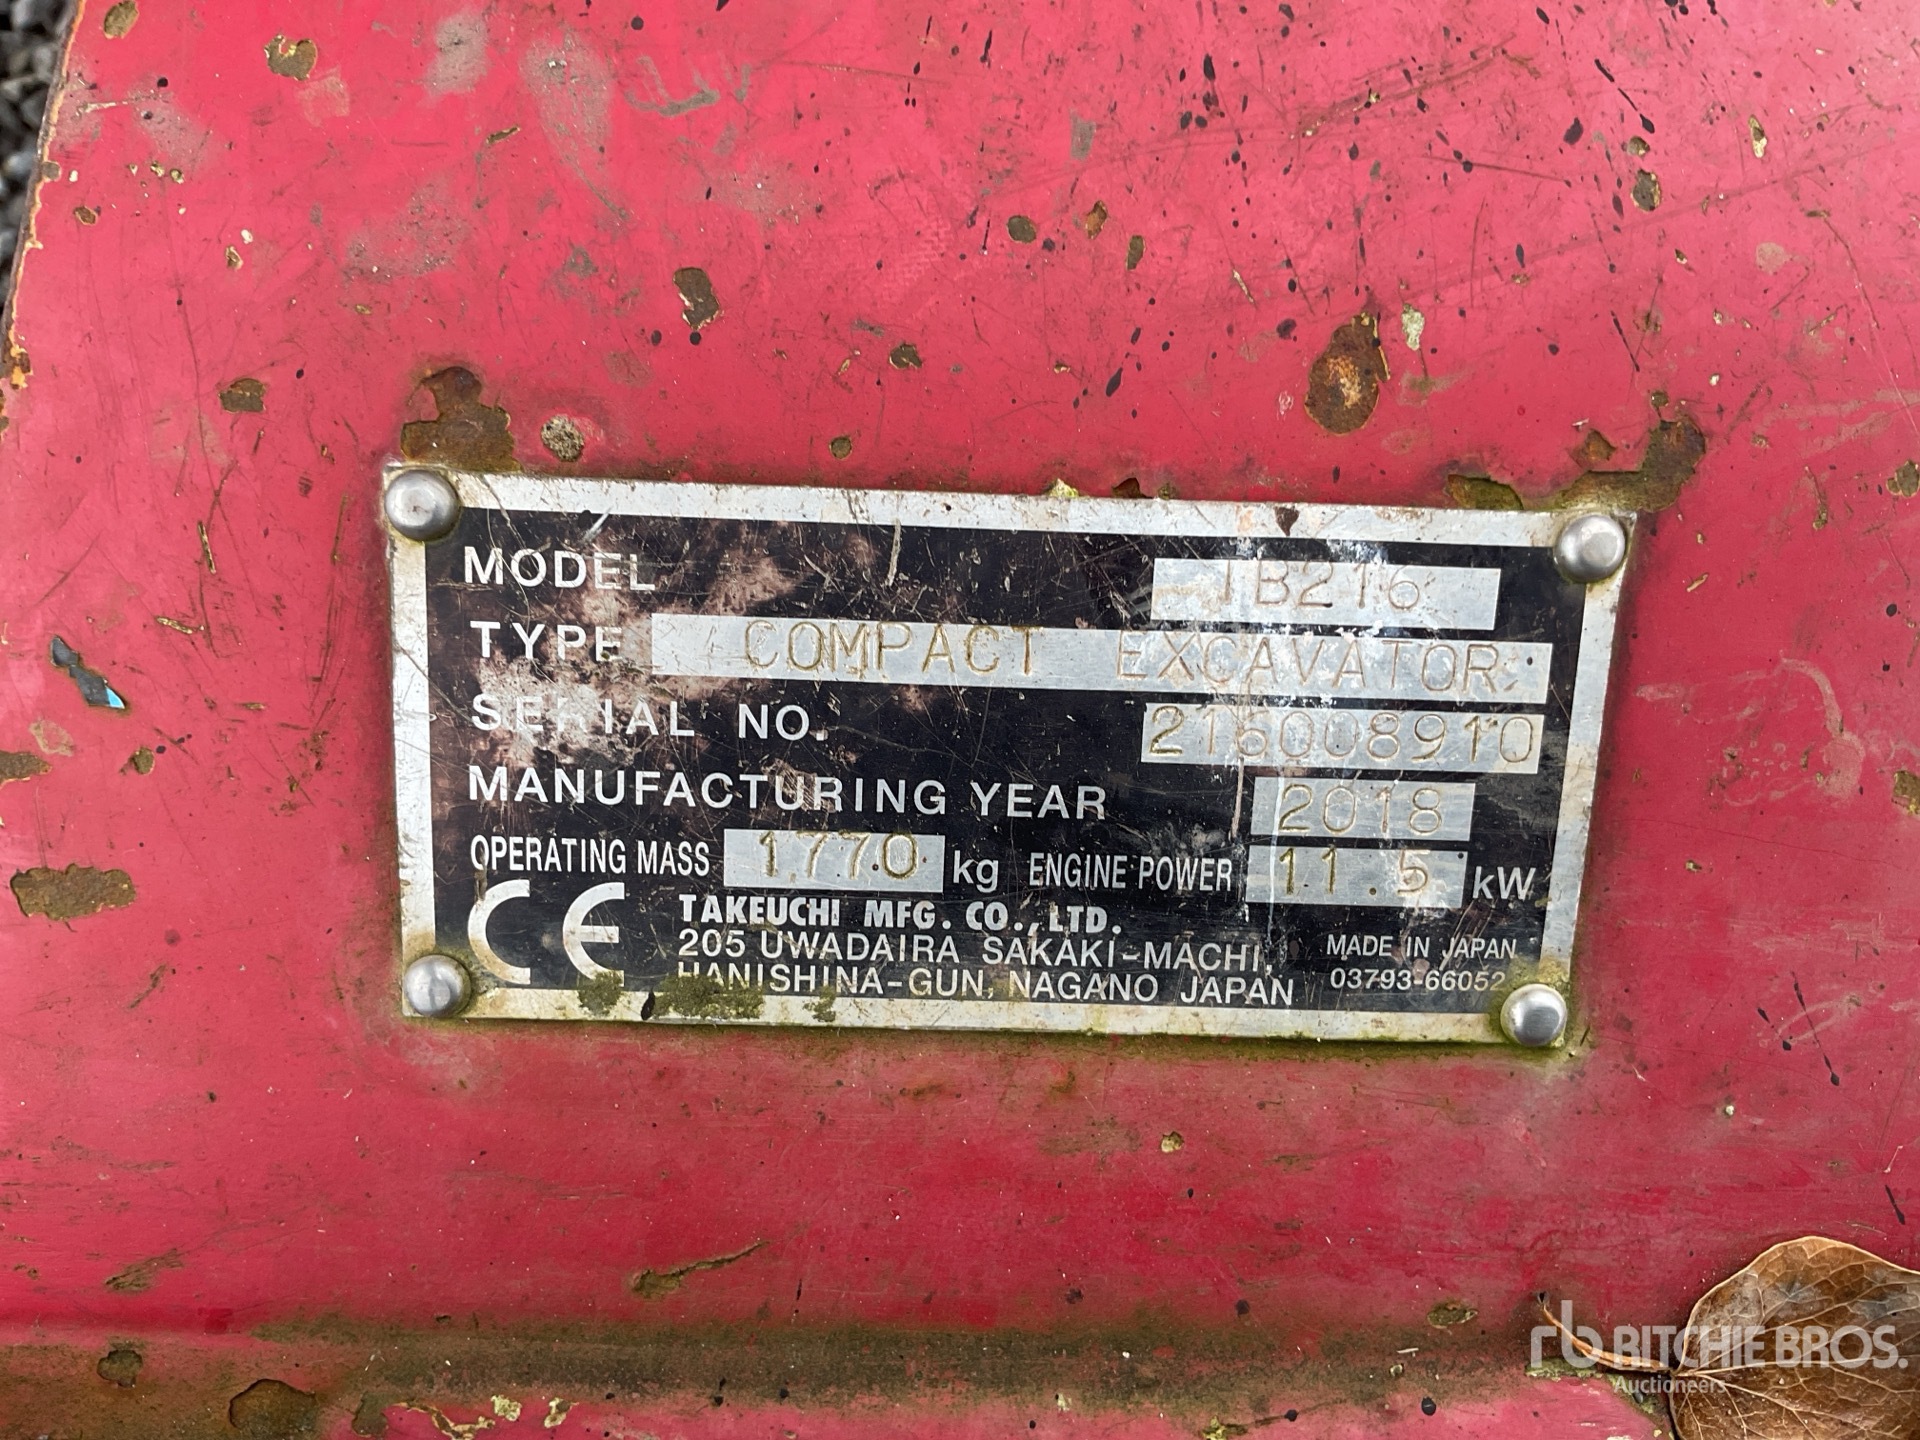 MODEL TB216
TYPE COMPACT EXCAVATOR
SERIAL NO. 216008910
MANUFACTURING YEAR 2018
OPERATING MASS 1770 kg ENGINE POWER 11.5 kW
CE TAKEUCHI MFG. CO., LTD.
205 UWADAIRA SAKAKI-MACHI,
HANISHINA-GUN, NAGANO JAPAN
MADE IN JAPAN
03793-66052
rb RITCHIE BROS.
Auctioneers